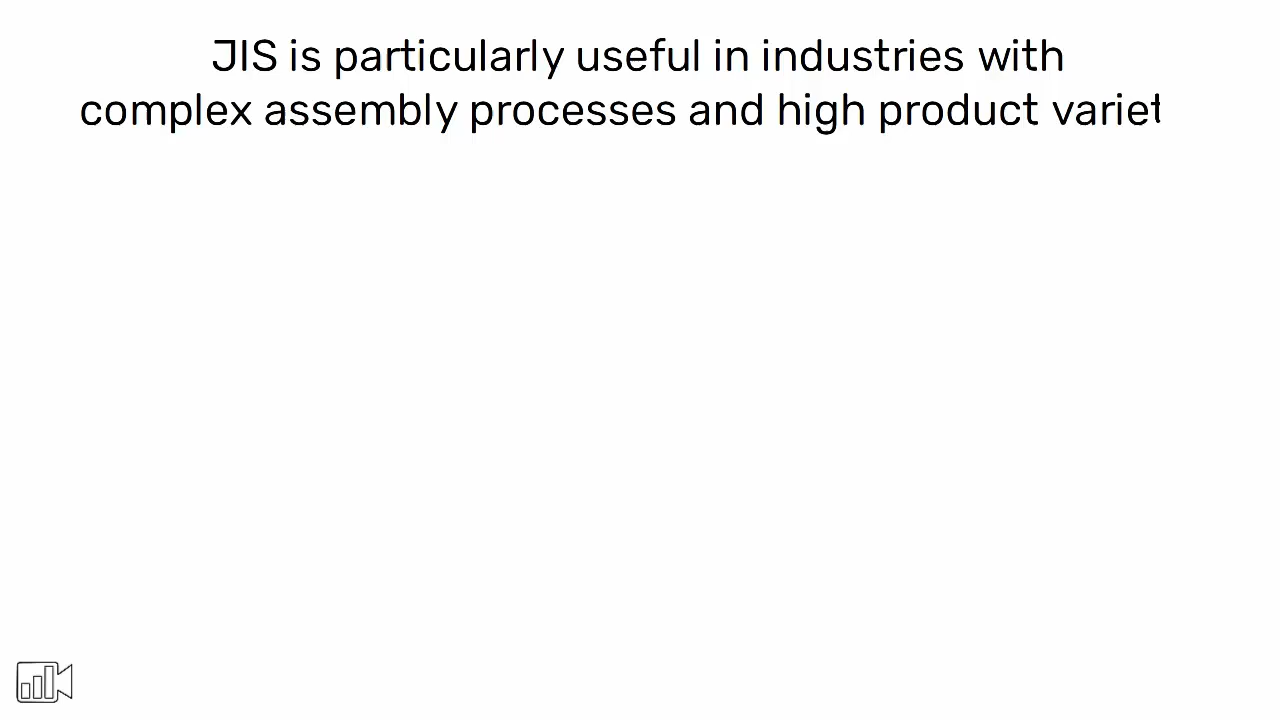 JIS is particularly useful in industries with
complex assembly processes and high product variet